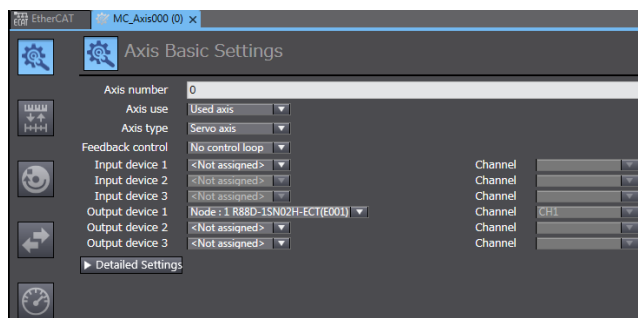 EtherCAT MC_Axis000 (0) ×
Axis Basic Settings
Axis number 0
Axis use Used axis
Axis type Servo axis
Feedback control No control loop
Input device 1 <Not assigned> Channel
Input device 2 <Not assigned> Channel
Input device 3 <Not assigned> Channel
Output device 1 Node : 1 R88D-1SN02H-ECT(E001) Channel CH1
Output device 2 <Not assigned> Channel
Output device 3 <Not assigned> Channel
▶ Detailed Settings